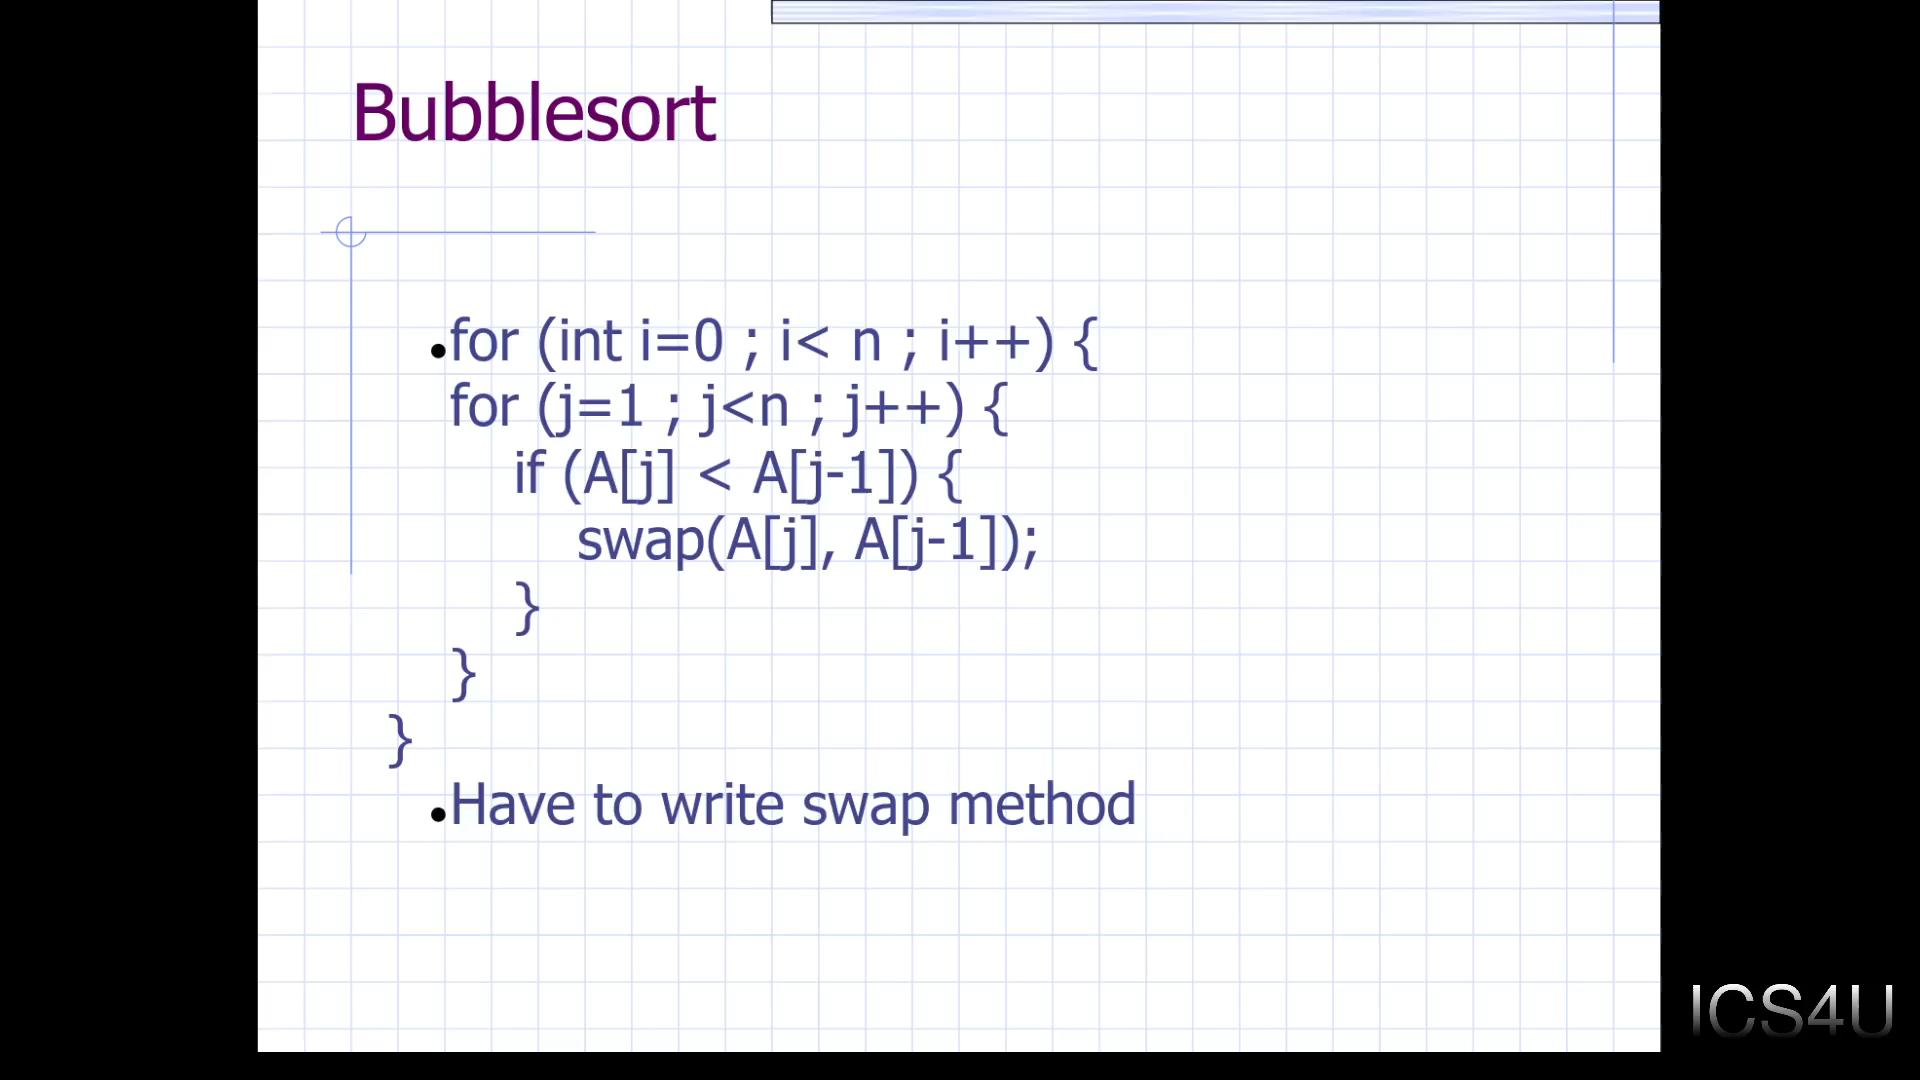 Bubblesort
•for (int i=0 ; i< n ; i++) {
for (j=1 ; j<n ; j++) {
if (A[j] < A[j-1]) {
swap(A[j], A[j-1]);
}
}
}
•Have to write swap method
ICS4U